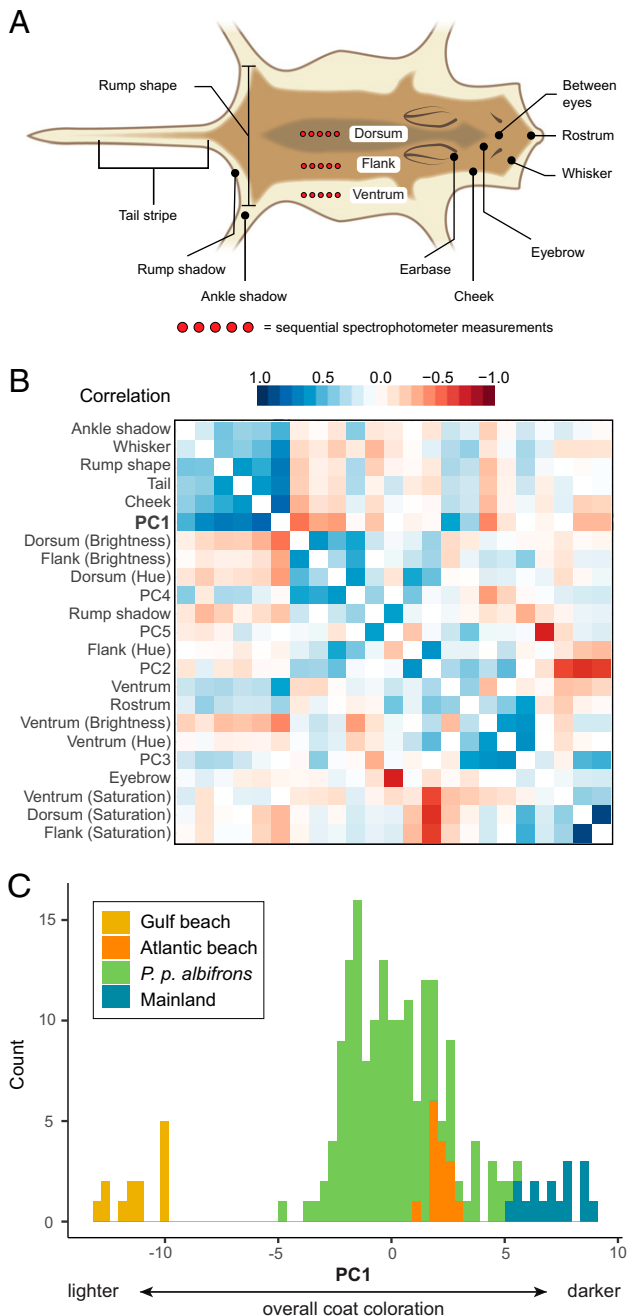 A
Rump shape
Between
eyes
Dorsum
Rostrum
Flank
Whisker
Ventrum
Tail stripe
Eyebrow
Rump shadow
Earbase
Ankle shadow
Cheek
= sequential spectrophotometer measurements
B
Correlation
1.0 0.5 0.0 −0.5 −1.0
Ankle shadow
Whisker
Rump shape
Tail
Cheek
PC1
Dorsum (Brightness)
Flank (Brightness)
Dorsum (Hue)
PC4
Rump shadow
PC5
Flank (Hue)
PC2
Ventrum
Rostrum
Ventrum (Brightness)
Ventrum (Hue)
PC3
Eyebrow
Ventrum (Saturation)
Dorsum (Saturation)
Flank (Saturation)
C
15
10
5
0
Count
Gulf beach
Atlantic beach
P. p. albifrons
Mainland
-10 -5 0 5 10
PC1
lighter darker
overall coat coloration